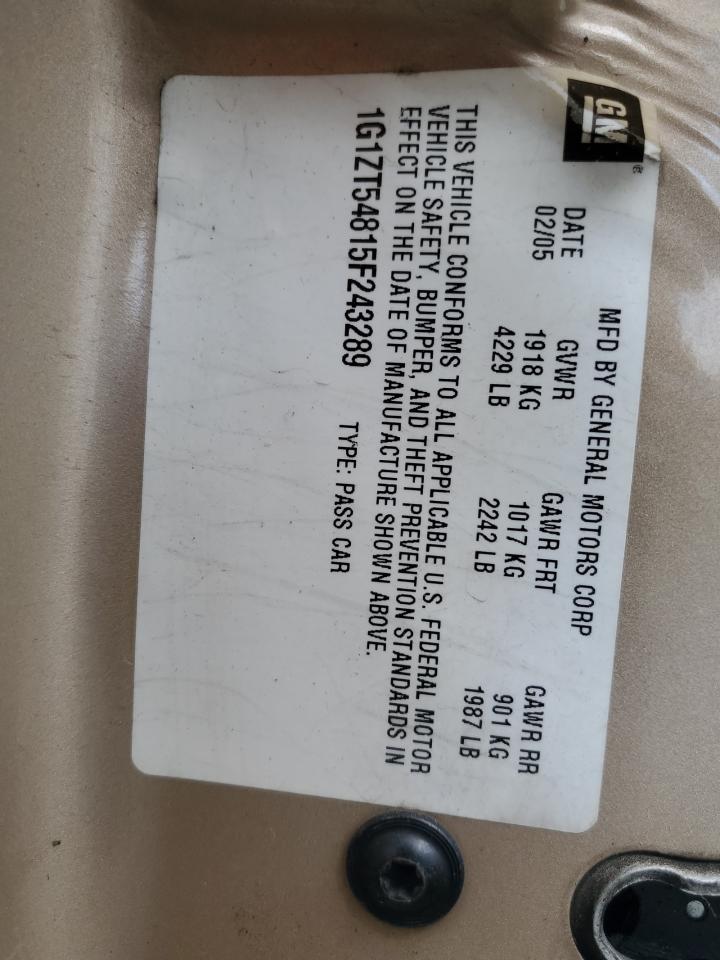 GM®
MFD BY GENERAL MOTORS CORP
DATE GVWR GAWR FRT GAWR RR
02/05 1918 KG 1017 KG 901 KG
4229 LB 2242 LB 1987 LB
THIS VEHICLE CONFORMS TO ALL APPLICABLE U.S. FEDERAL MOTOR
VEHICLE SAFETY, BUMPER, AND THEFT PREVENTION STANDARDS IN
EFFECT ON THE DATE OF MANUFACTURE SHOWN ABOVE.
1G1ZT54815F243289 TYPE: PASS CAR